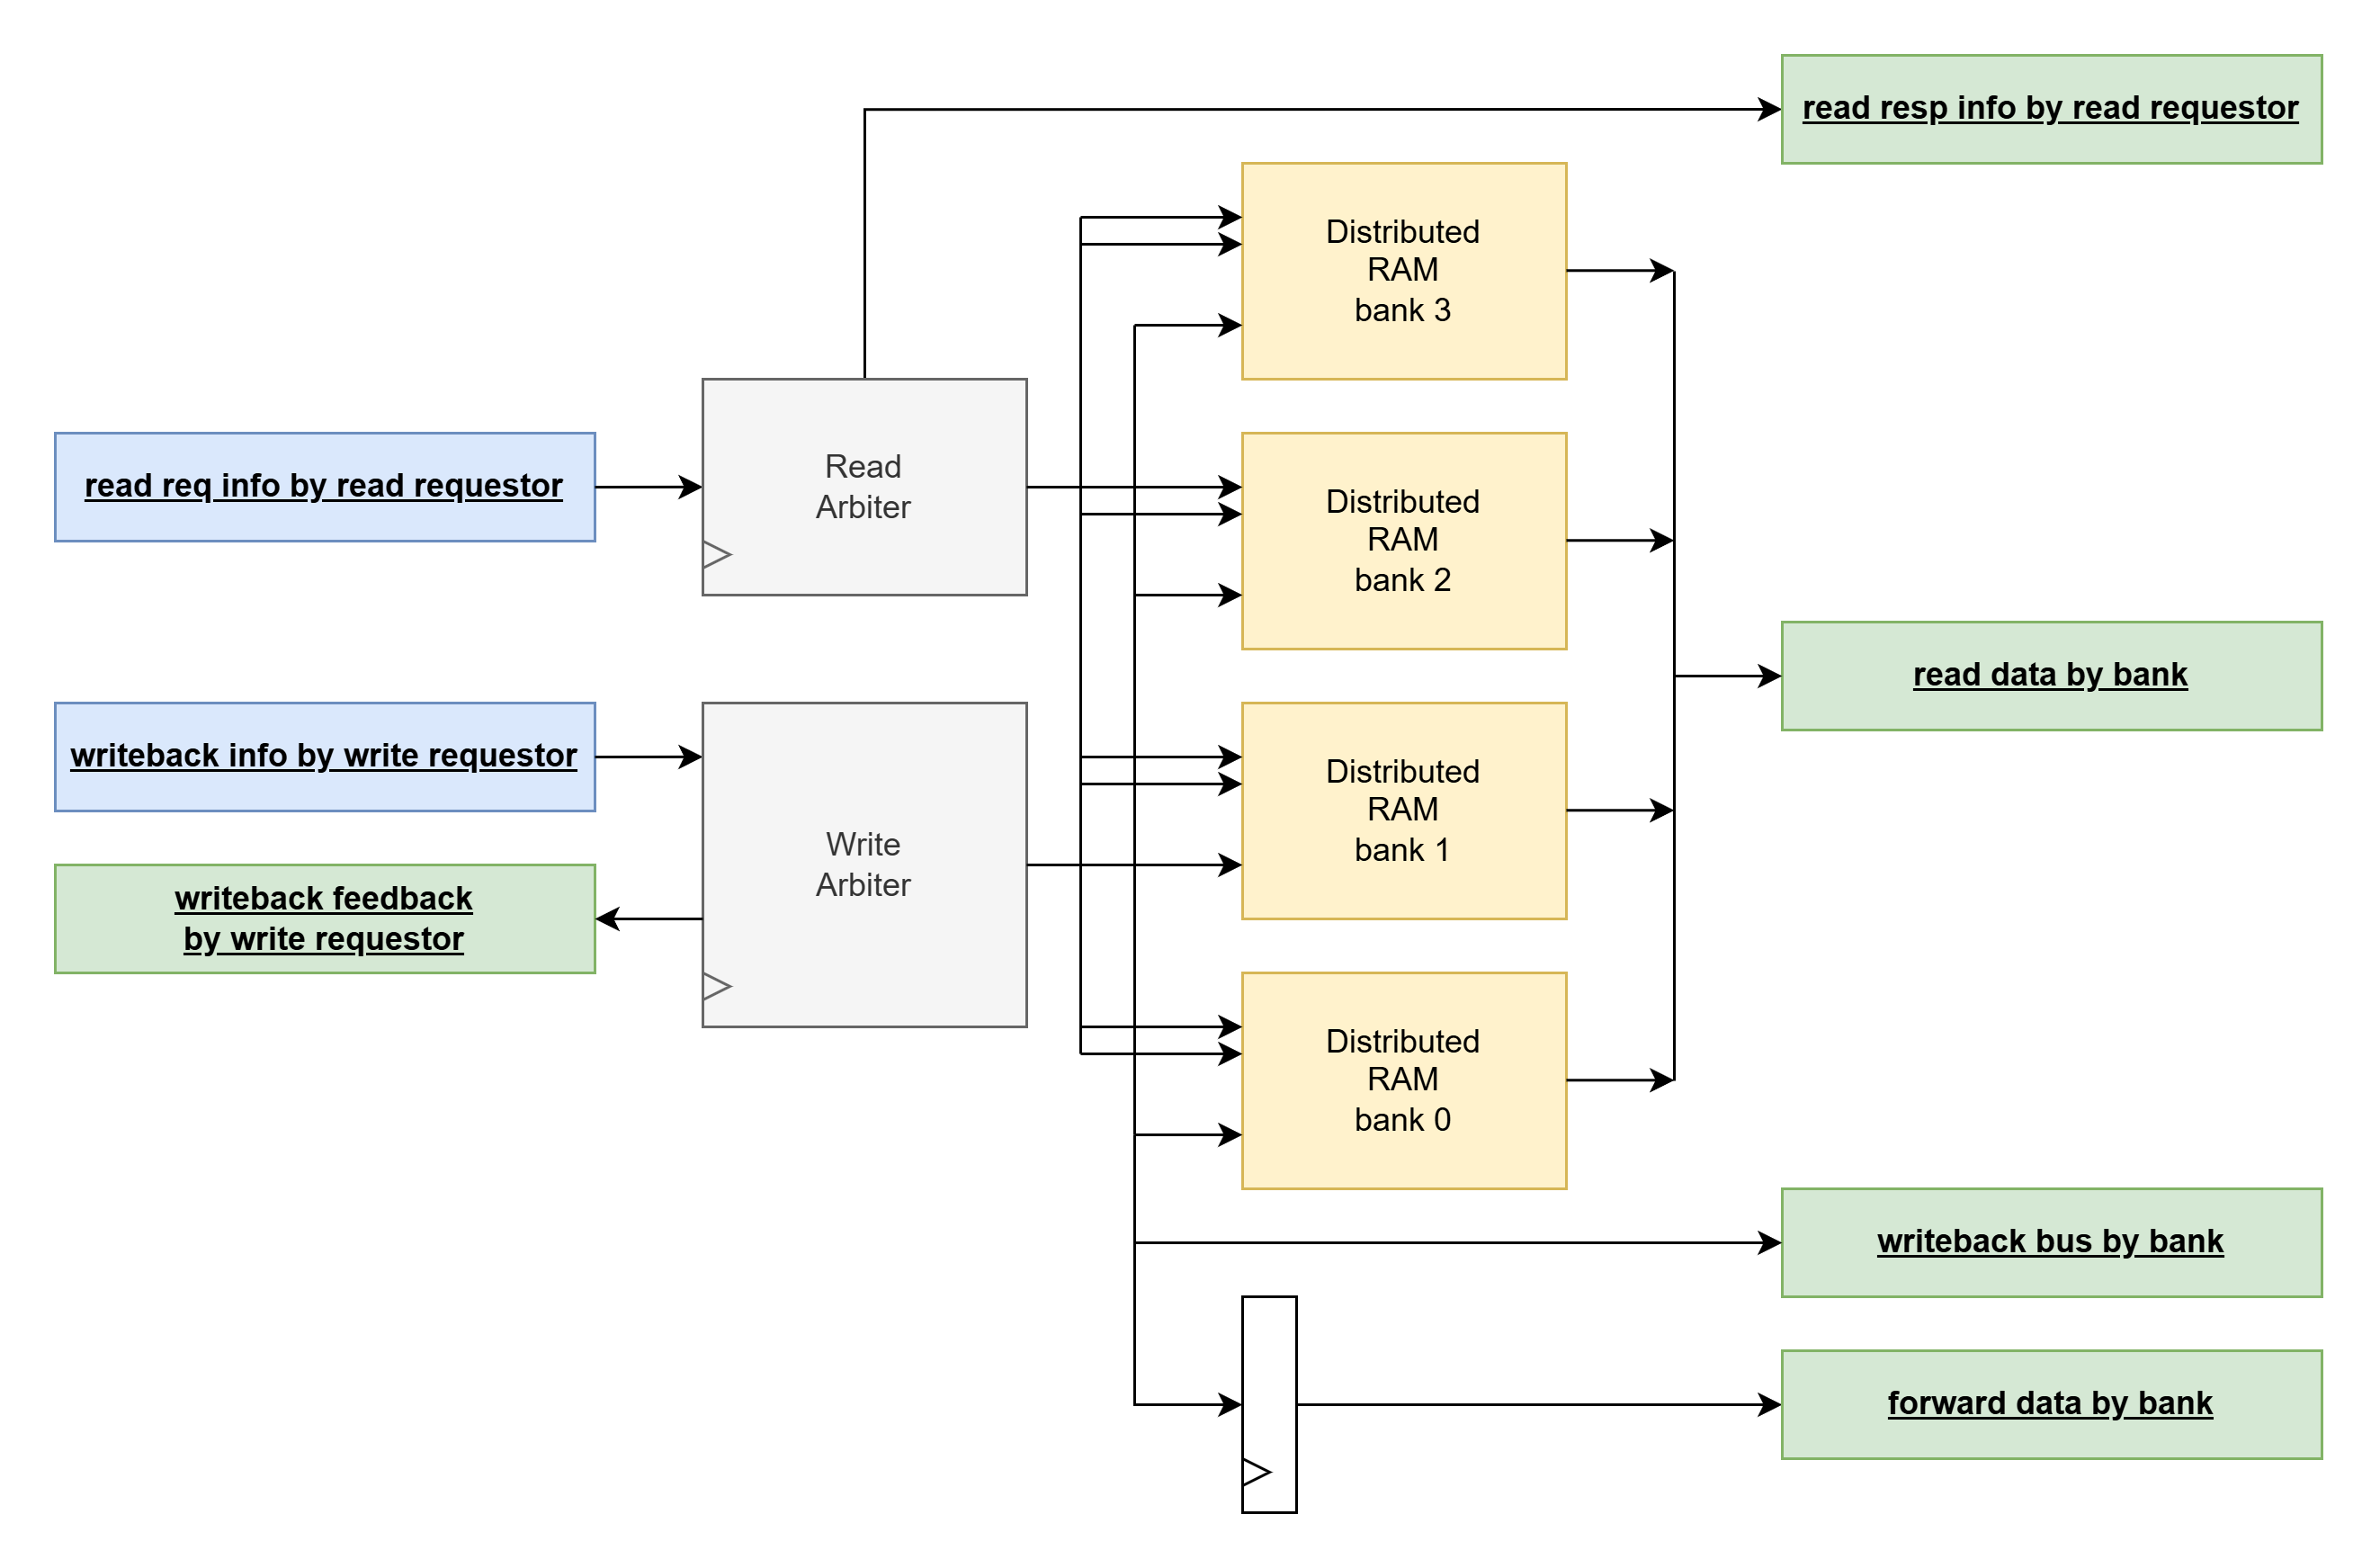 read resp info by read requestor
Distributed
RAM
bank 3
read req info by read requestor
Read
Arbiter
Distributed
RAM
bank 2
read data by bank
writeback info by write requestor
Write
Arbiter
Distributed
RAM
bank 1
writeback feedback
by write requestor
Distributed
RAM
bank 0
writeback bus by bank
forward data by bank